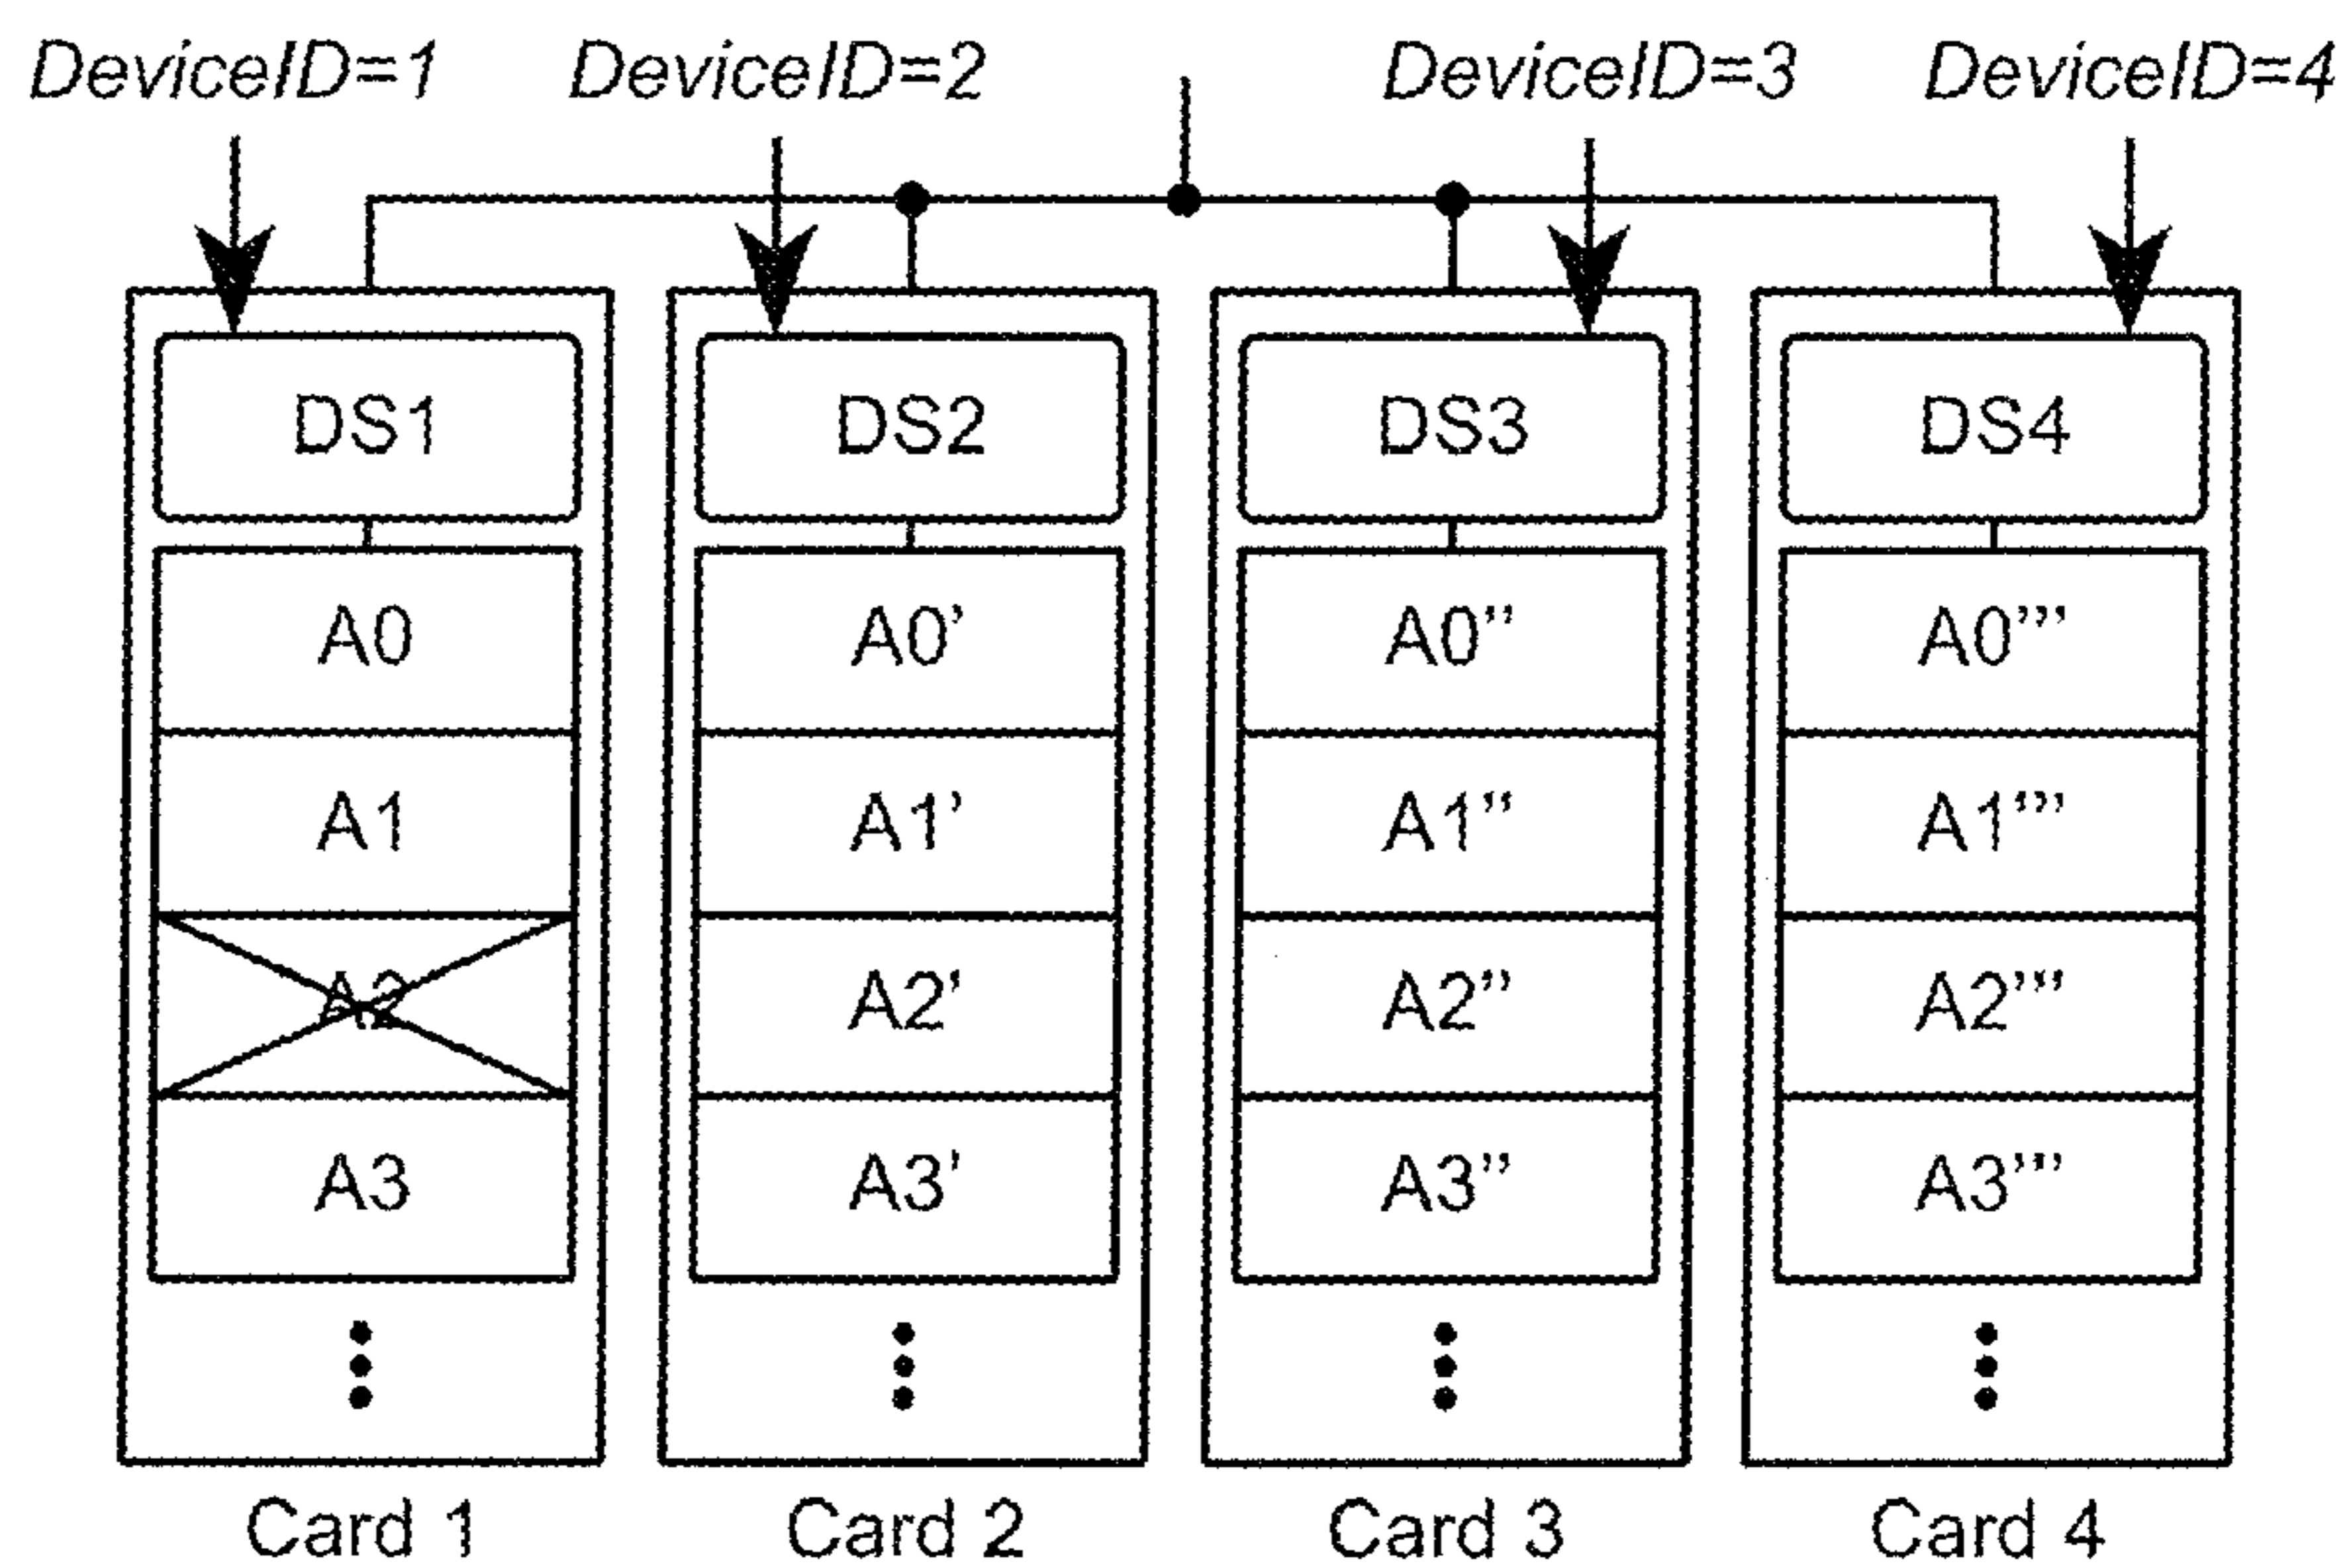 DeviceID=1 DeviceID=2 DeviceID=3 DeviceID=4
DS1 DS2 DS3 DS4
A0 A0’ A0’’ A0’’’
A1 A1’ A1’’ A1’’’
A2 A2’ A2’’ A2’’’
A3 A3’ A3’’ A3’’’
Card 1 Card 2 Card 3 Card 4